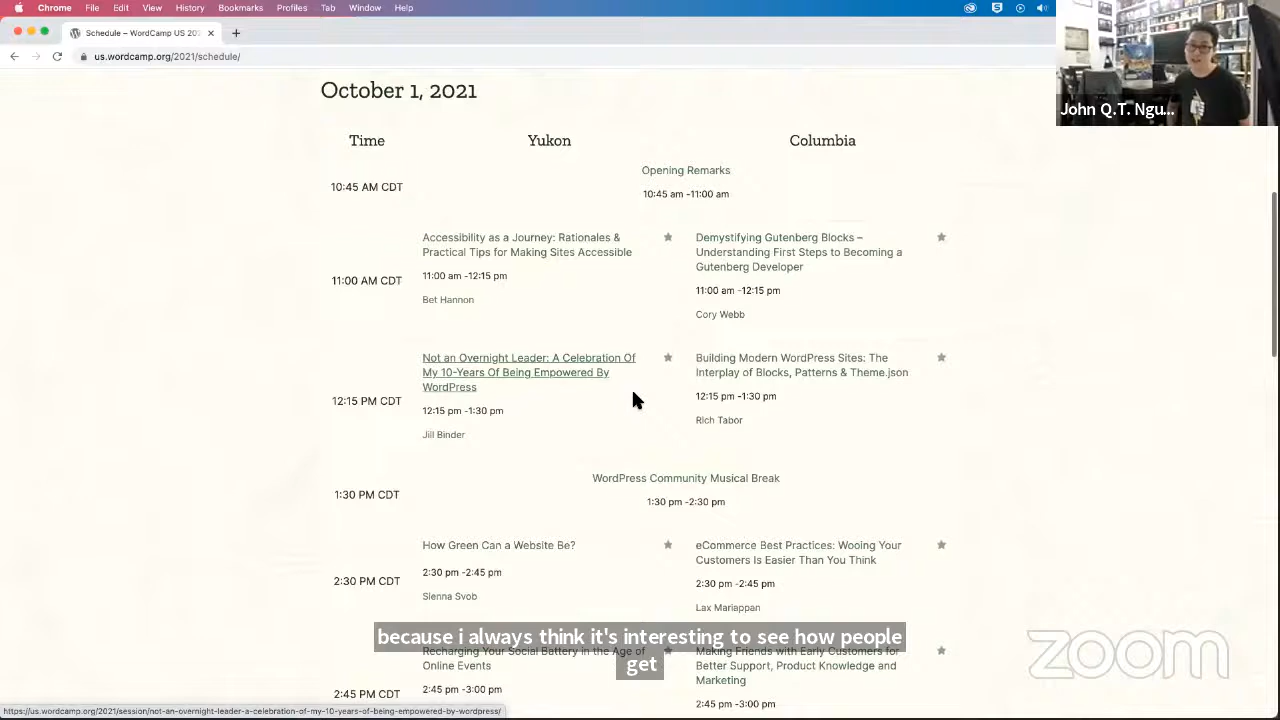 Chrome File Edit View History Bookmarks Profiles Tab Window Help
Schedule – WordCamp US 202
us.wordcamp.org/2021/schedule/
John Q.T. Ngu...
October 1, 2021
Time Yukon Columbia
10:45 AM CDT
Opening Remarks
10:45 am -11:00 am
11:00 AM CDT
Accessibility as a Journey: Rationales &
Practical Tips for Making Sites Accessible
11:00 am -12:15 pm
Bet Hannon
Demystifying Gutenberg Blocks –
Understanding First Steps to Becoming a
Gutenberg Developer
11:00 am -12:15 pm
Cory Webb
12:15 PM CDT
Not an Overnight Leader: A Celebration Of
My 10-Years Of Being Empowered By
WordPress
12:15 pm -1:30 pm
Jill Binder
Building Modern WordPress Sites: The
Interplay of Blocks, Patterns & Theme.json
12:15 pm -1:30 pm
Rich Tabor
1:30 PM CDT
WordPress Community Musical Break
1:30 pm -2:30 pm
2:30 PM CDT
How Green Can a Website Be?
2:30 pm -2:45 pm
Sienna Svob
eCommerce Best Practices: Wooing Your
Customers Is Easier Than You Think
2:30 pm -2:45 pm
Lax Mariappan
because i always think it's interesting to see how people
get
2:45 PM CDT
Recharging Your Social Battery in the Age of
Online Events
2:45 pm -3:00 pm
Making Friends with Early Customers for
Better Support, Product Knowledge and
Marketing
2:45 pm -3:00 pm
zoom
https://us.wordcamp.org/2021/session/not-an-overnight-leader-a-celebration-of-my-10-years-of-being-empowered-by-wordpress/